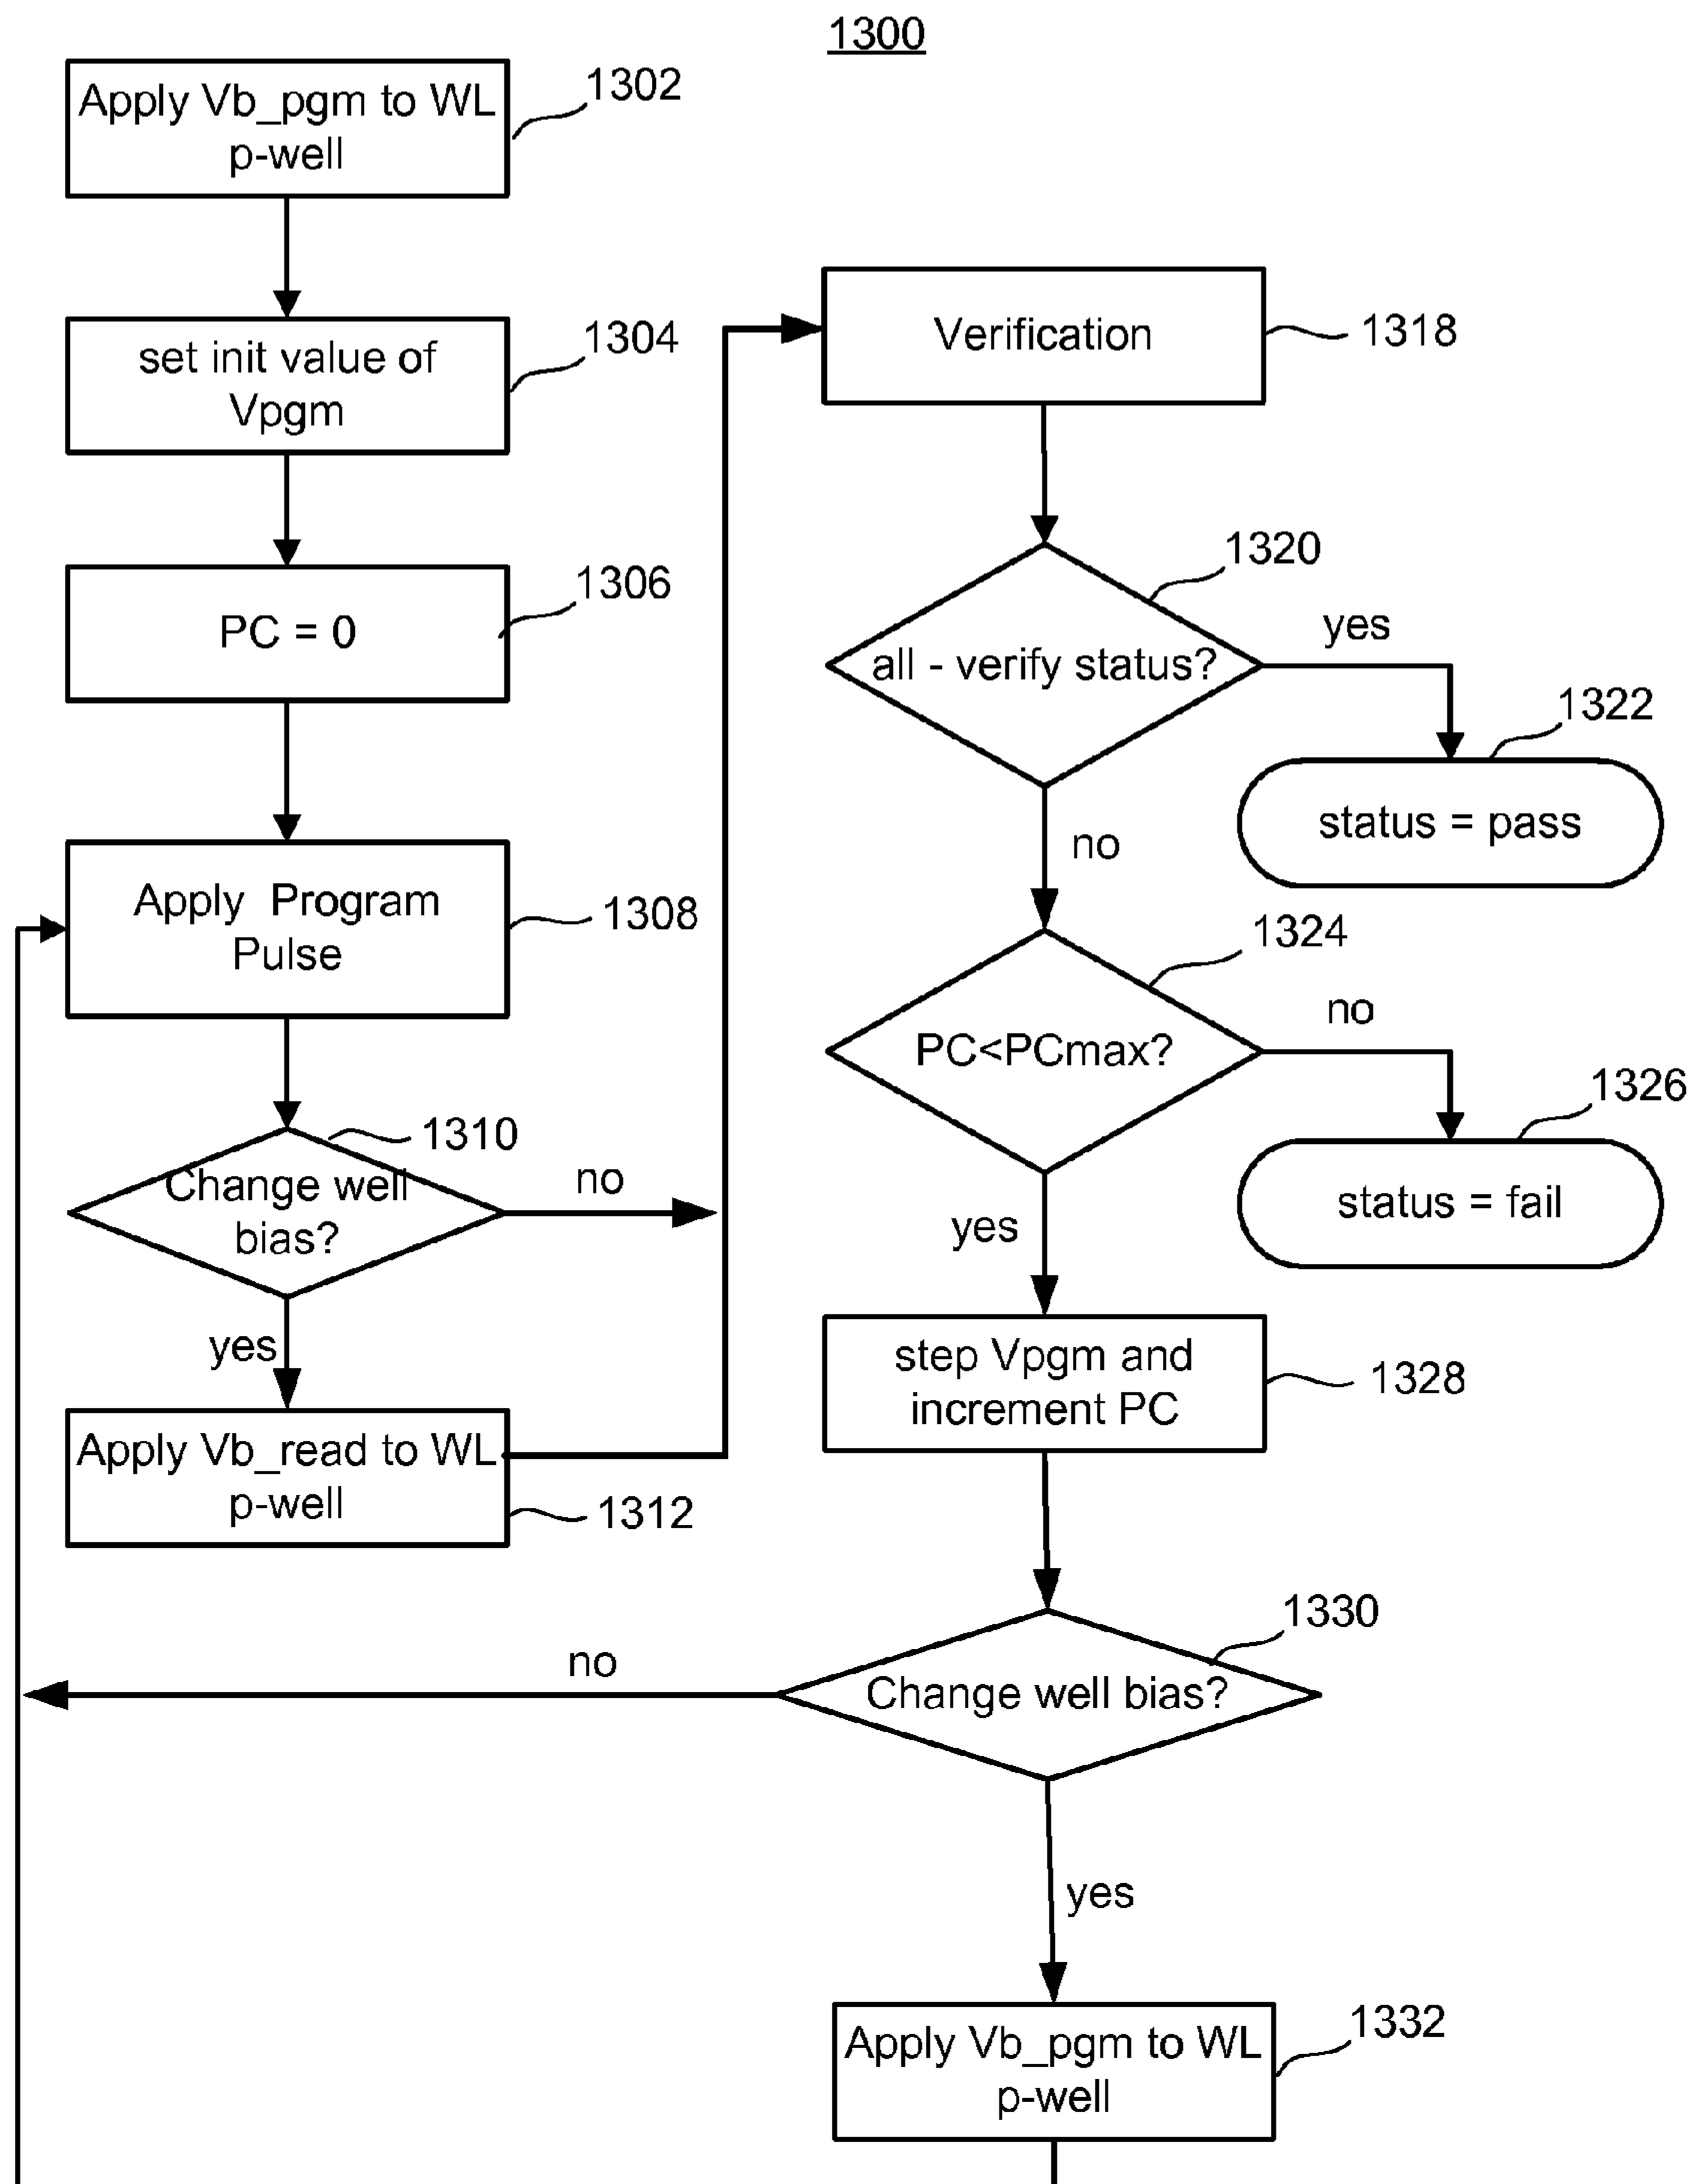 1300
Apply Vb_pgm to WL
p-well
1302
set init value of
Vpgm
1304
PC = 0
1306
Apply Program
Pulse
1308
Change well
bias?
1310
no
yes
Apply Vb_read to WL
p-well
1312
Verification
1318
all - verify status?
1320
yes
status = pass
1322
no
PC<PCmax?
1324
no
status = fail
1326
yes
step Vpgm and
increment PC
1328
Change well bias?
1330
no
yes
Apply Vb_pgm to WL
p-well
1332